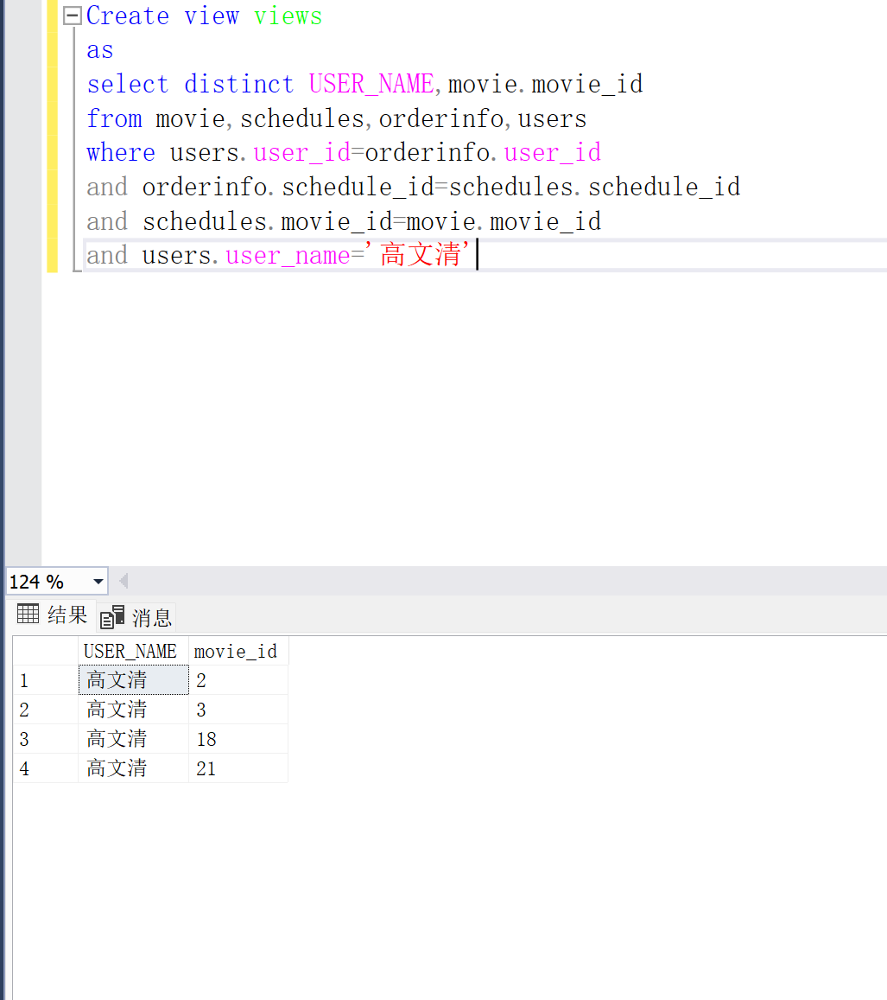 Create view views
as
select distinct USER_NAME,movie.movie_id
from movie,schedules,orderinfo,users
where users.user_id=orderinfo.user_id
and orderinfo.schedule_id=schedules.schedule_id
and schedules.movie_id=movie.movie_id
and users.user_name='高文清'
124 %
结果 消息
USER_NAME movie_id
1 高文清 2
2 高文清 3
3 高文清 18
4 高文清 21